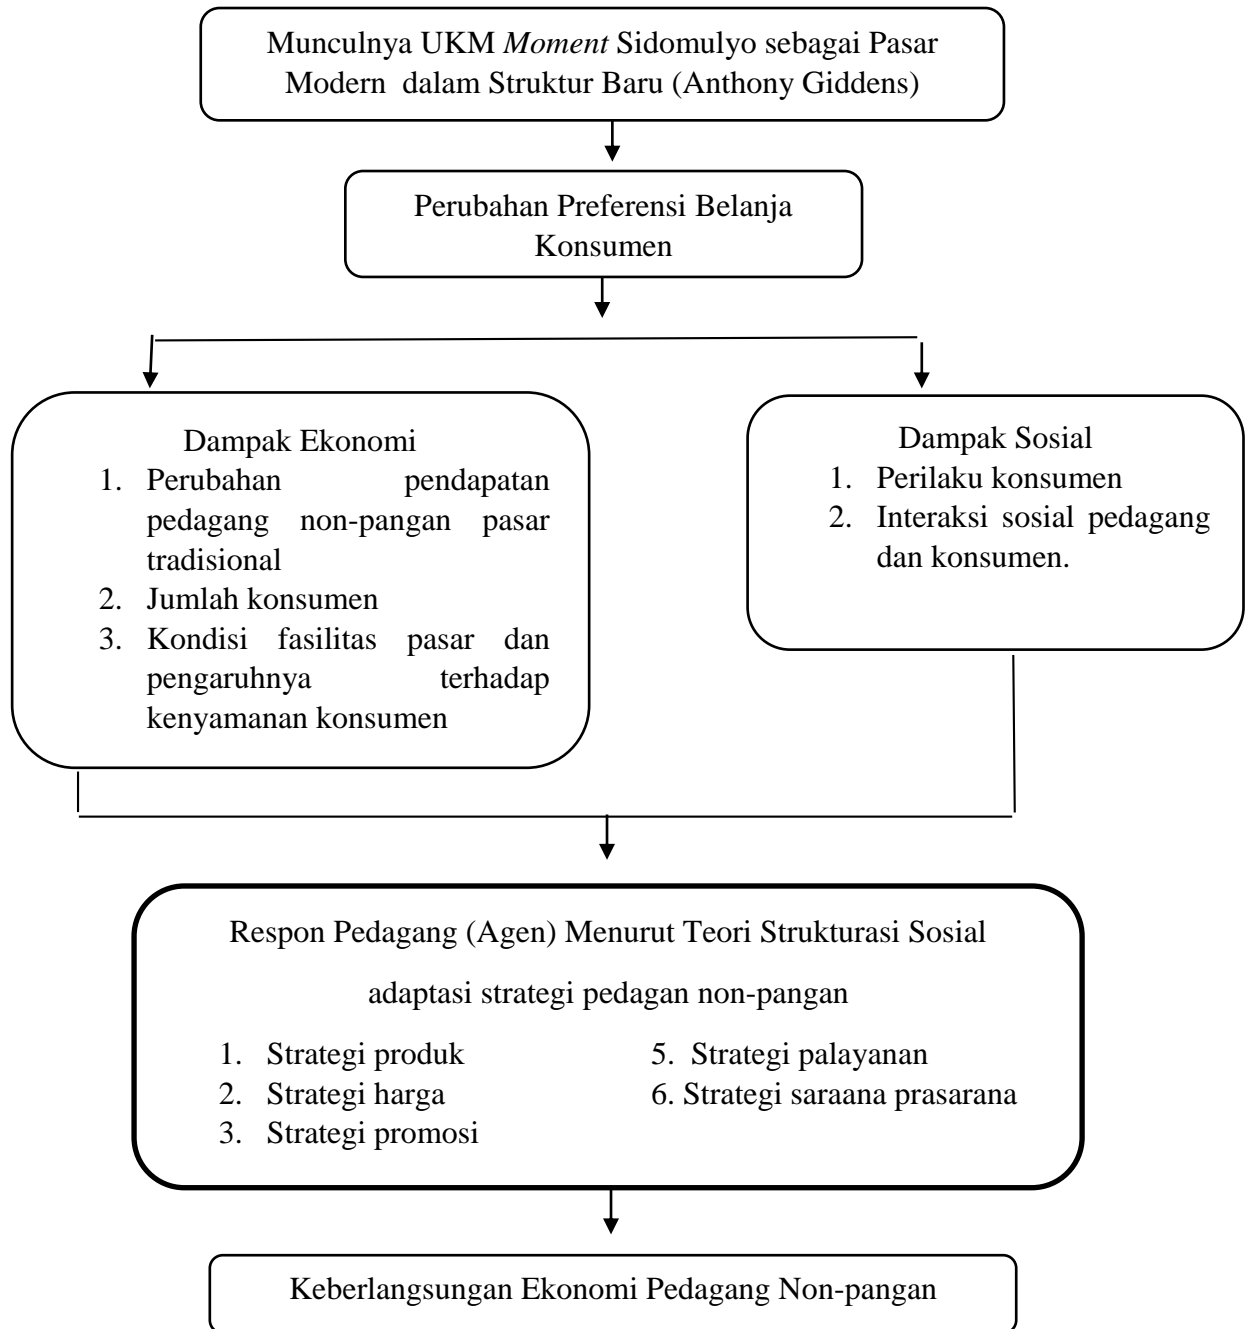 Munculnya UKM Moment Sidomulyo sebagai Pasar
Modern dalam Struktur Baru (Anthony Giddens)
Perubahan Preferensi Belanja
Konsumen
Dampak Ekonomi
1. Perubahan pendapatan
pedagang non-pangan pasar
tradisional
2. Jumlah konsumen
3. Kondisi fasilitas pasar dan
pengaruhnya terhadap
kenyamanan konsumen
Dampak Sosial
1. Perilaku konsumen
2. Interaksi sosial pedagang
dan konsumen.
Respon Pedagang (Agen) Menurut Teori Strukturasi Sosial
adaptasi strategi pedagan non-pangan
1. Strategi produk
2. Strategi harga
3. Strategi promosi
5. Strategi palayanan
6. Strategi saraana prasarana
Keberlangsungan Ekonomi Pedagang Non-pangan